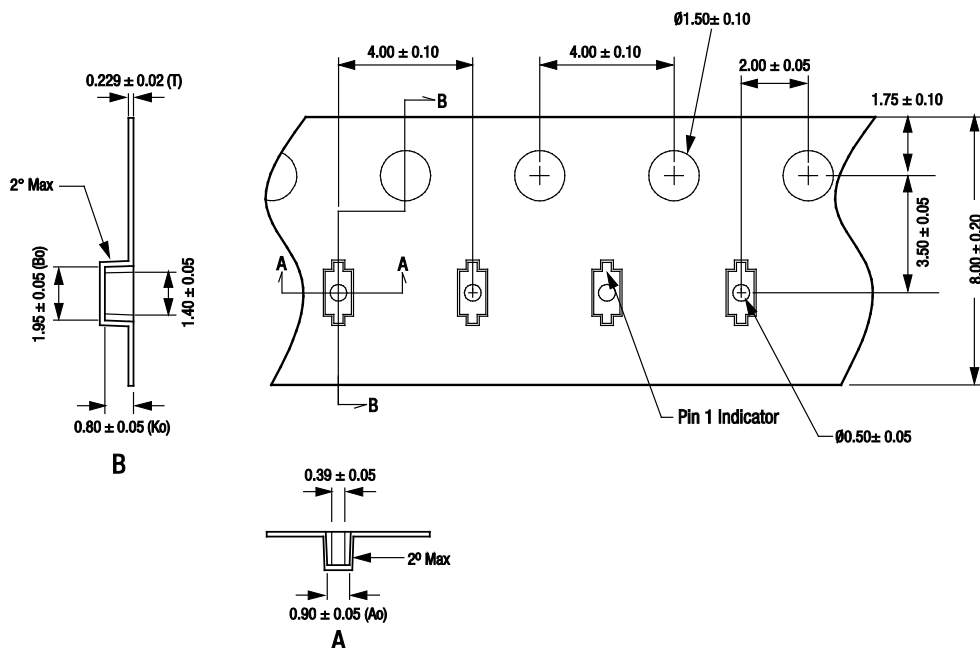 Ø1.50± 0.10
4.00 ± 0.10
4.00 ± 0.10
2.00 ± 0.05
0.229 ± 0.02 (T)
B
1.75 ± 0.10
2° Max
3.50 ± 0.05
8.00 ± 0.20
1.95 ± 0.05 (Bo)
1.40 ± 0.05
A
A
B
Pin 1 Indicator
Ø0.50± 0.05
0.80 ± 0.05 (Ko)
B
0.39 ± 0.05
2º Max
0.90 ± 0.05 (Ao)
A